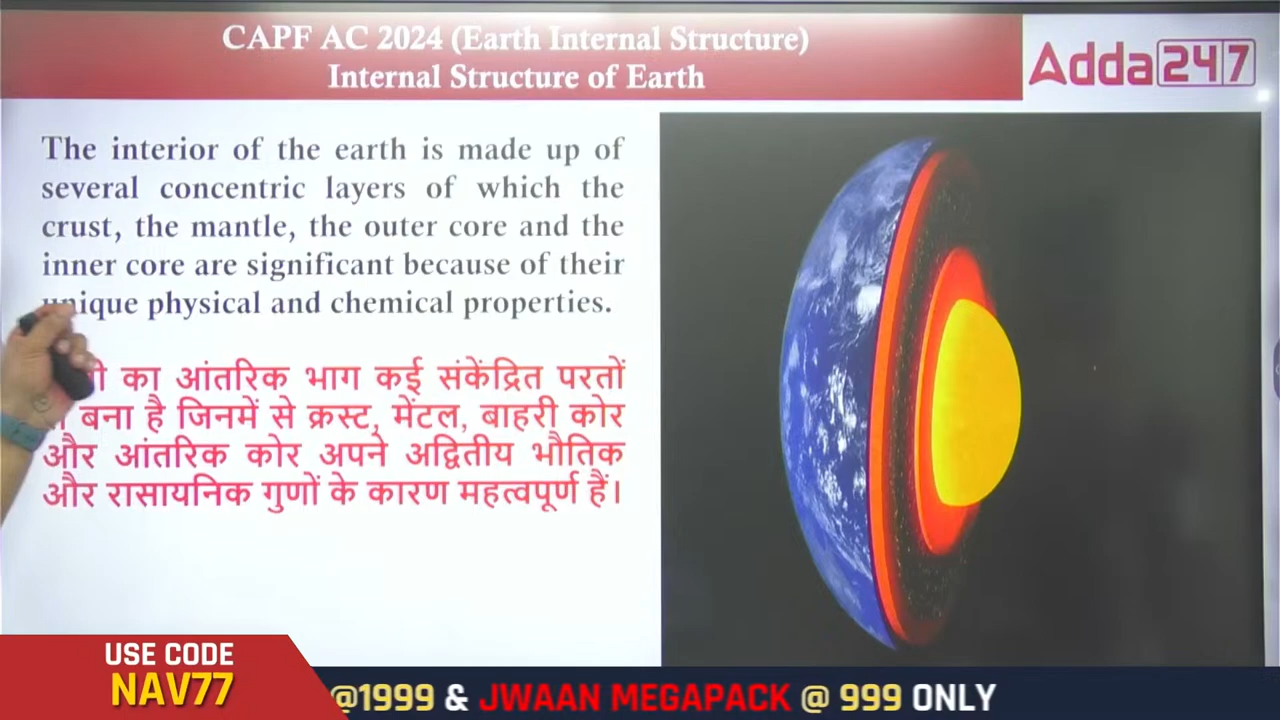 CAPF AC 2024 (Earth Internal Structure)
Internal Structure of Earth
Adda247
The interior of the earth is made up of
several concentric layers of which the
crust, the mantle, the outer core and the
inner core are significant because of their
unique physical and chemical properties.
का आंतरिक भाग कई संकेंद्रित परतों
बना है जिनमें से क्रस्ट, मेंटल, बाहरी कोर
और आंतरिक कोर अपने अद्वितीय भौतिक
और रासायनिक गुणों के कारण महत्वपूर्ण हैं।
USE CODE
NAV77
@1999 & JWAAN MEGAPACK @ 999 ONLY